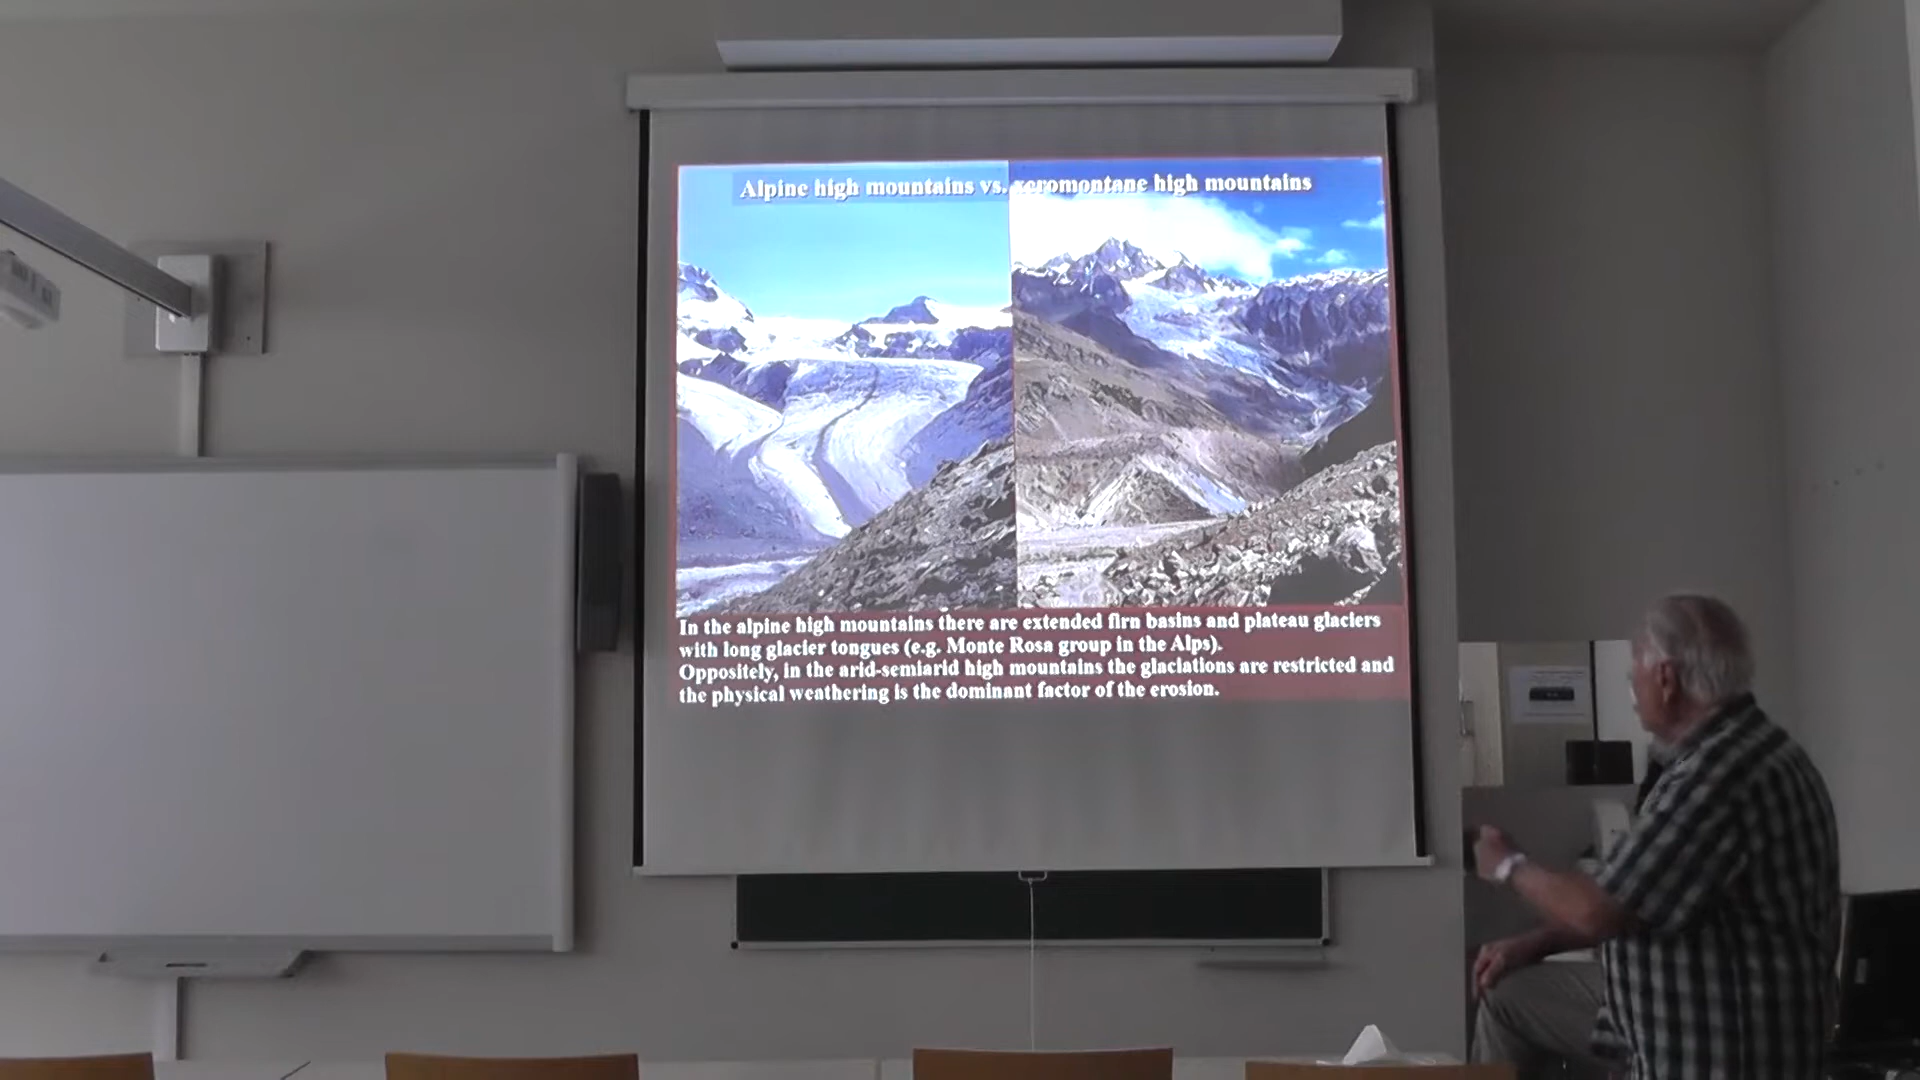 Alpine high mountains vs. xeromontane high mountains
In the alpine high mountains there are extended firn basins and plateau glaciers
with long glacier tongues (e.g. Monte Rosa group in the Alps).
Oppositely, in the arid-semiarid high mountains the glaciations are restricted and
the physical weathering is the dominant factor of the erosion.